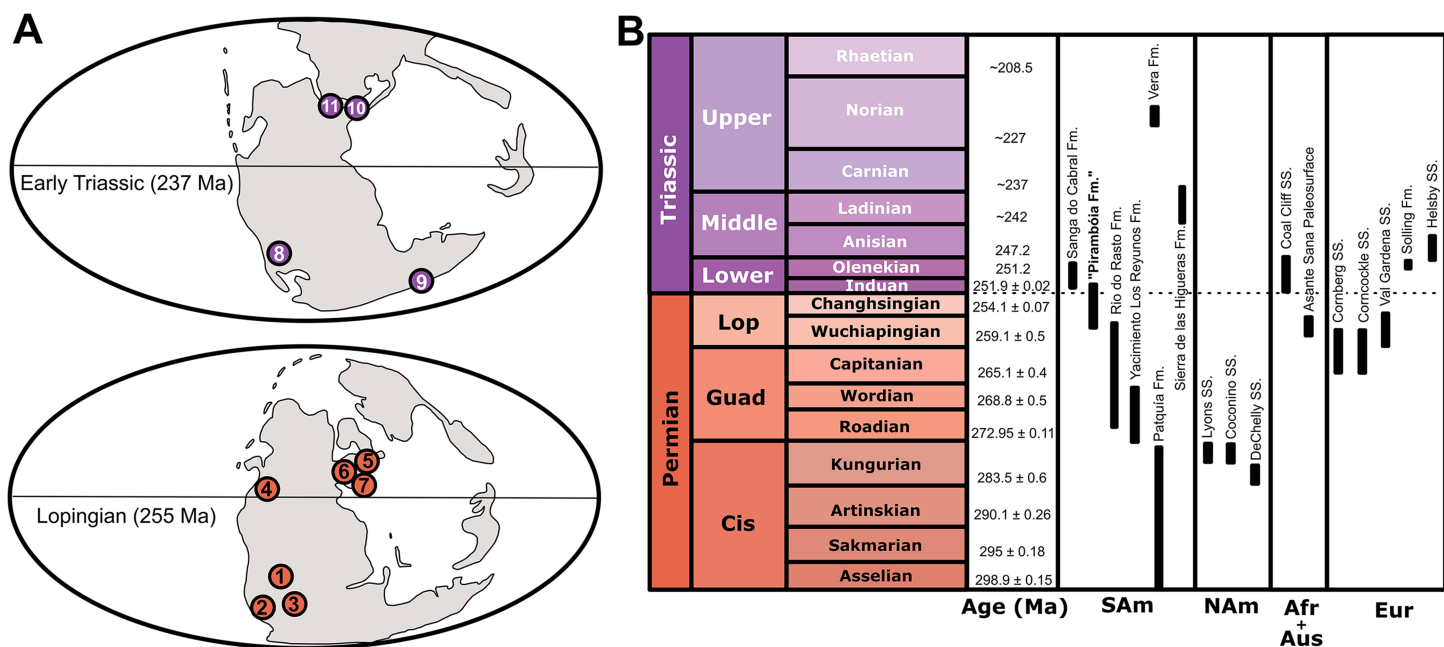 A
11
10
Early Triassic (237 Ma)
8
9
5
6
7
4
Lopingian (255 Ma)
1
2
3
B
Triassic
Permian
Upper
Middle
Lower
Lop
Guad
Cis
Rhaetian
Norian
Carnian
Ladinian
Anisian
Olenekian
Induan
Changhsingian
Wuchiapingian
Capitanian
Wordian
Roadian
Kungurian
Artinskian
Sakmarian
Asselian
~208.5
~227
~237
~242
247.2
251.2
251.9 ± 0.02
254.1 ± 0.07
259.1 ± 0.5
265.1 ± 0.4
268.8 ± 0.5
272.95 ± 0.11
283.5 ± 0.6
290.1 ± 0.26
295 ± 0.18
298.9 ± 0.15
Age (Ma)
Sanga do Cabral Fm.
"Pirambóia Fm."
Rio do Rasto Fm.
Yacimiento Los Reyunos Fm.
Patquía Fm.
Vera Fm.
Sierra de las Higueras Fm.
SAm
Lyons SS.
Coconino SS.
DeChelly SS.
NAm
Coal Cliff SS.
Asante Sana Paleosurface
Afr
+
Aus
Cornberg SS.
Corncockle SS.
Val Gardena SS.
Solling Fm.
Helsby SS.
Eur